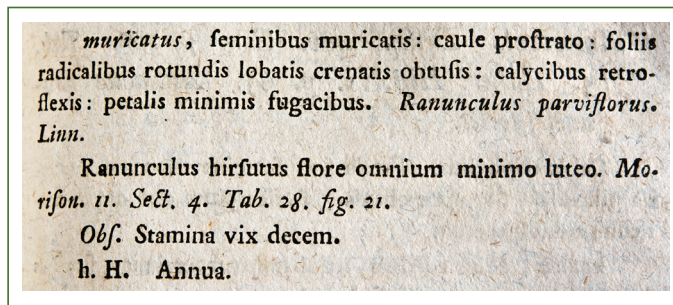 muricatus, ſeminibus muricatis: caule proſtrato: foliis
radicalibus rotundis lobatis crenatis obtuſis: calycibus retro-
flexis: petalis minimis fugacibus. Ranunculus parviflorus.
Linn.
Ranunculus hirſutus flore omnium minimo luteo. Mo-
riſon. 11. Sect. 4. Tab. 28. fig. 21.
Obſ. Stamina vix decem.
h. H. Annua.